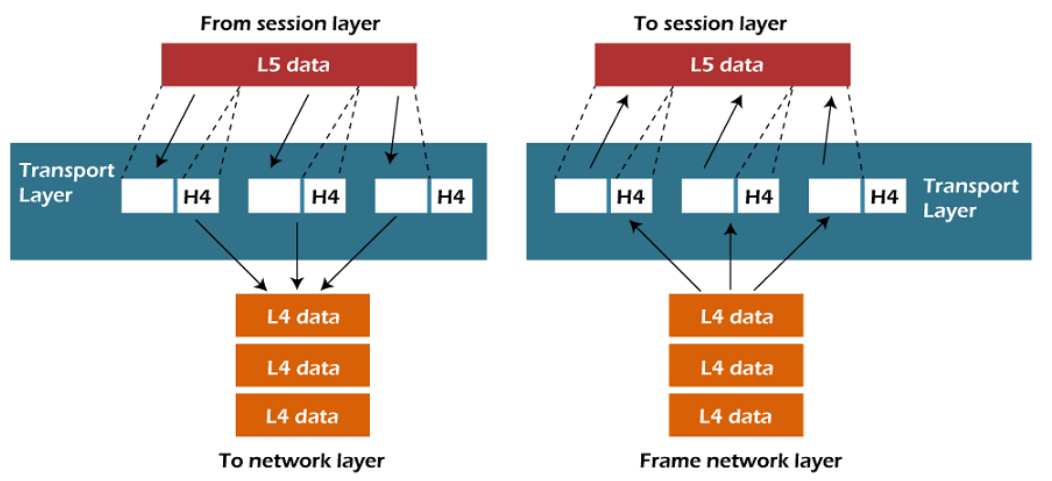 From session layer
L5 data
Transport
Layer
H4
H4
H4
L4 data
L4 data
L4 data
To network layer
To session layer
L5 data
H4
H4
H4
Transport
Layer
L4 data
L4 data
L4 data
Frame network layer